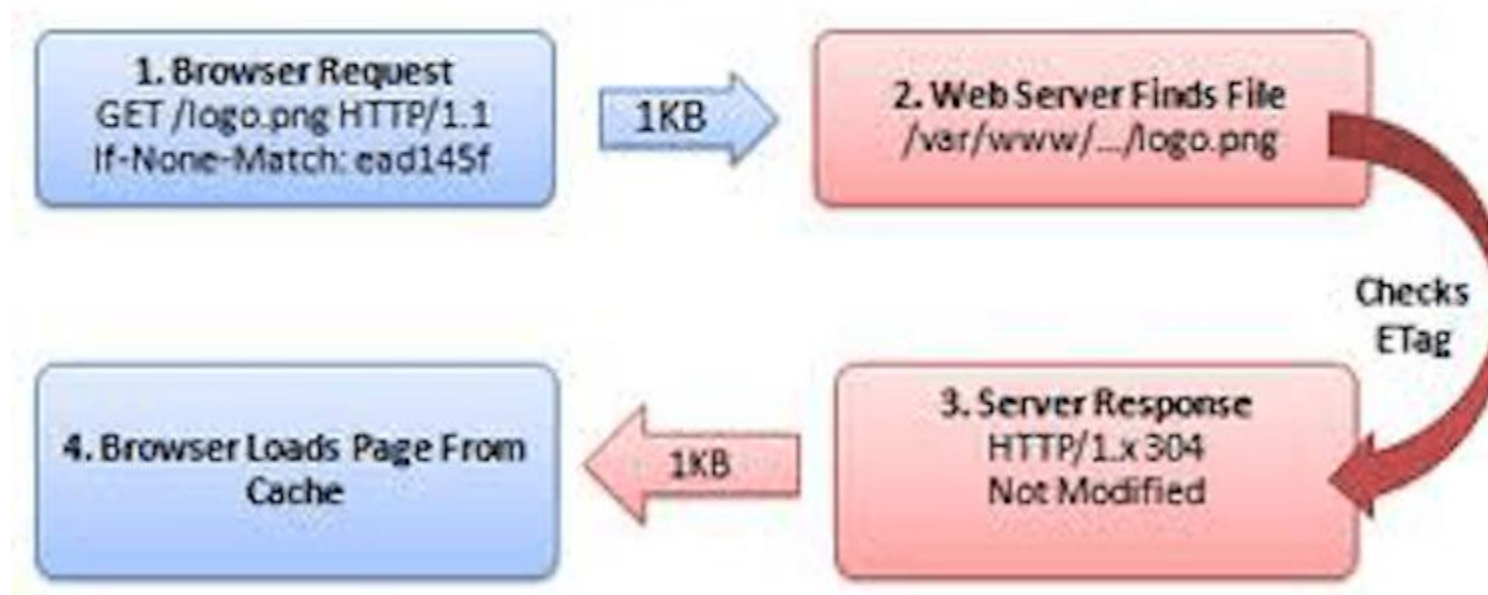 1. Browser Request
GET /logo.png HTTP/1.1
If-None-Match: ead145f
1KB
2. Web Server Finds File
/var/www/.../logo.png
Checks
ETag
3. Server Response
HTTP/1.x 304
Not Modified
1KB
4. Browser Loads Page From
Cache